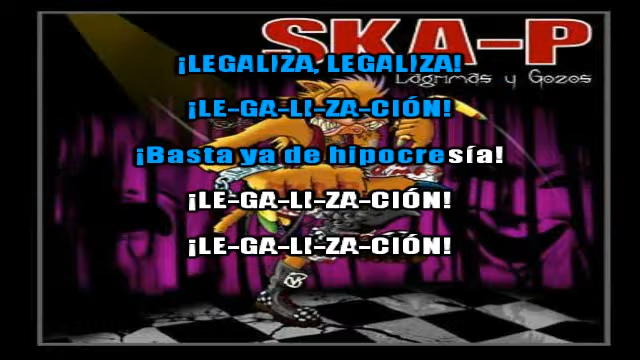 SKA-P
¡LEGALIZA, LEGALIZA!
Lagrimas y Gozos
¡LE-GA-LI-ZA-CIÓN!
¡Basta ya de hipocresía!
¡LE-GA-LI-ZA-CIÓN!
¡LE-GA-LI-ZA-CIÓN!